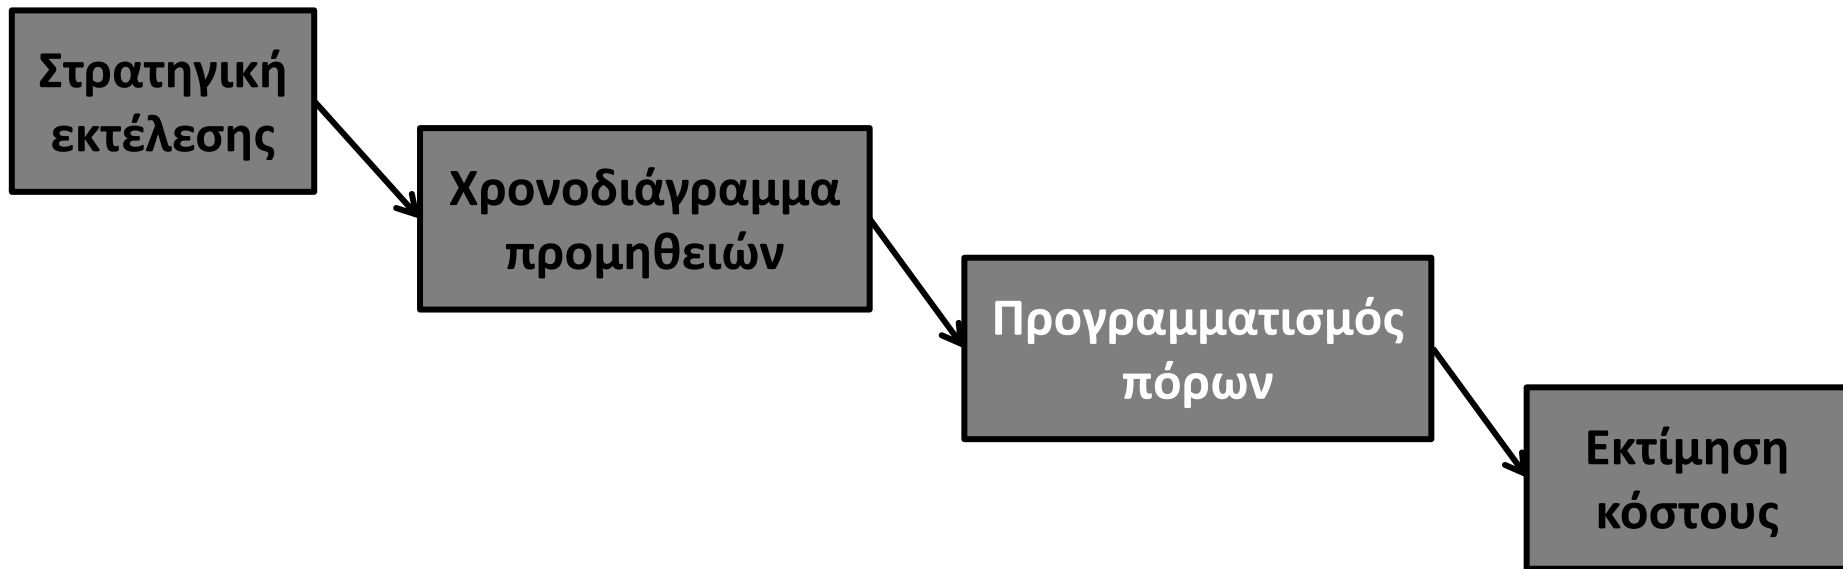 Στρατηγική
εκτέλεσης
Χρονοδιάγραμμα
προμηθειών
Προγραμματισμός
πόρων
Εκτίμηση
κόστους